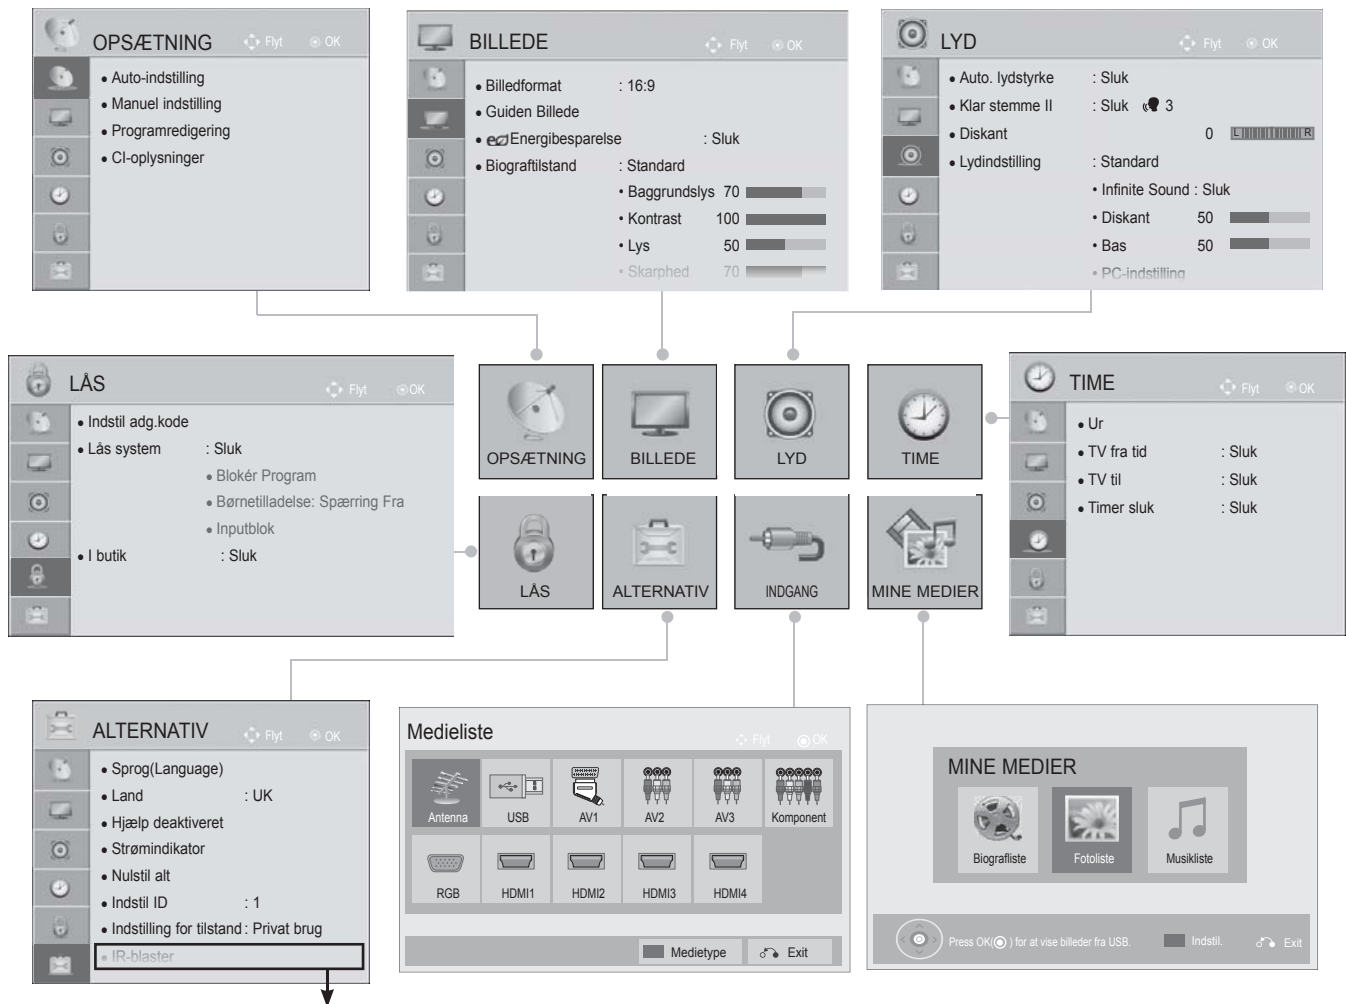 OPSÆTNING Flyt OK
• Auto-indstilling
• Manuel indstilling
• Programredigering
• CI-oplysninger
BILLEDE Flyt OK
• Billedformat : 16:9
• Guiden Billede
• Energibesparelse : Sluk
• Biograftilstand : Standard
• Baggrundslys 70
• Kontrast 100
• Lys 50
• Skarphed 70
LYD Flyt OK
• Auto. lydstyrke : Sluk
• Klar stemme II : Sluk 3
• Diskant 0 L R
• Lydindstilling : Standard
• Infinite Sound : Sluk
• Diskant 50
• Bas 50
• PC-indstilling
LÅS Flyt OK
• Indstil adg.kode
• Lås system : Sluk
• Blokér Program
• Børnetilladelse: Spærring Fra
• Inputblok
• I butik : Sluk
OPSÆTNING
BILLEDE
LYD
TIME
LÅS
ALTERNATIV
INDGANG
MINE MEDIER
TIME Flyt OK
• Ur
• TV fra tid : Sluk
• TV til : Sluk
• Timer sluk : Sluk
ALTERNATIV Flyt OK
• Sprog(Language)
• Land : UK
• Hjælp deaktiveret
• Strømindikator
• Nulstil alt
• Indstil ID : 1
• Indstilling for tilstand : Privat brug
• IR-blaster
Medieliste Flyt OK
Antenna USB AV1 AV2 AV3 Komponent
RGB HDMI1 HDMI2 HDMI3 HDMI4
Medietype Exit
MINE MEDIER
Biografliste Fotoliste Musikliste
Press OK( ) for at vise billeder fra USB. Indstil. Exit